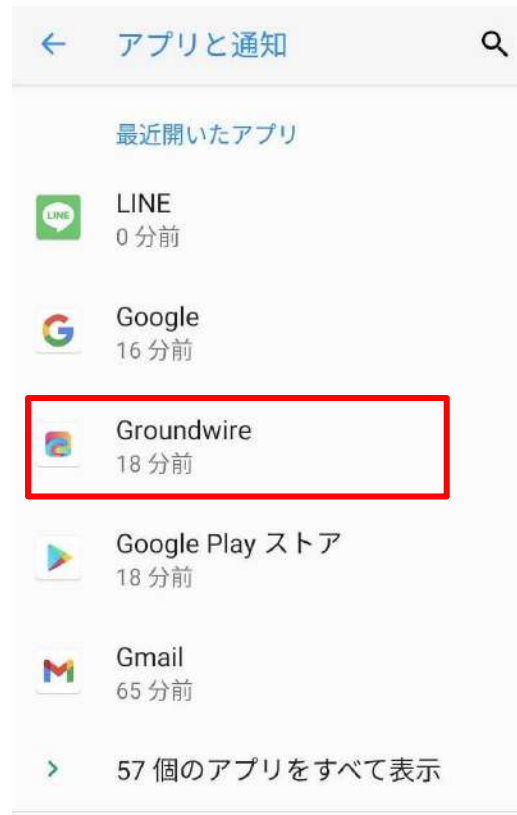 アプリと通知
最近開いたアプリ
LINE
LINE
0 分前
Google
16 分前
Groundwire
18 分前
Google Play ストア
18 分前
Gmail
65 分前
57 個のアプリをすべて表示